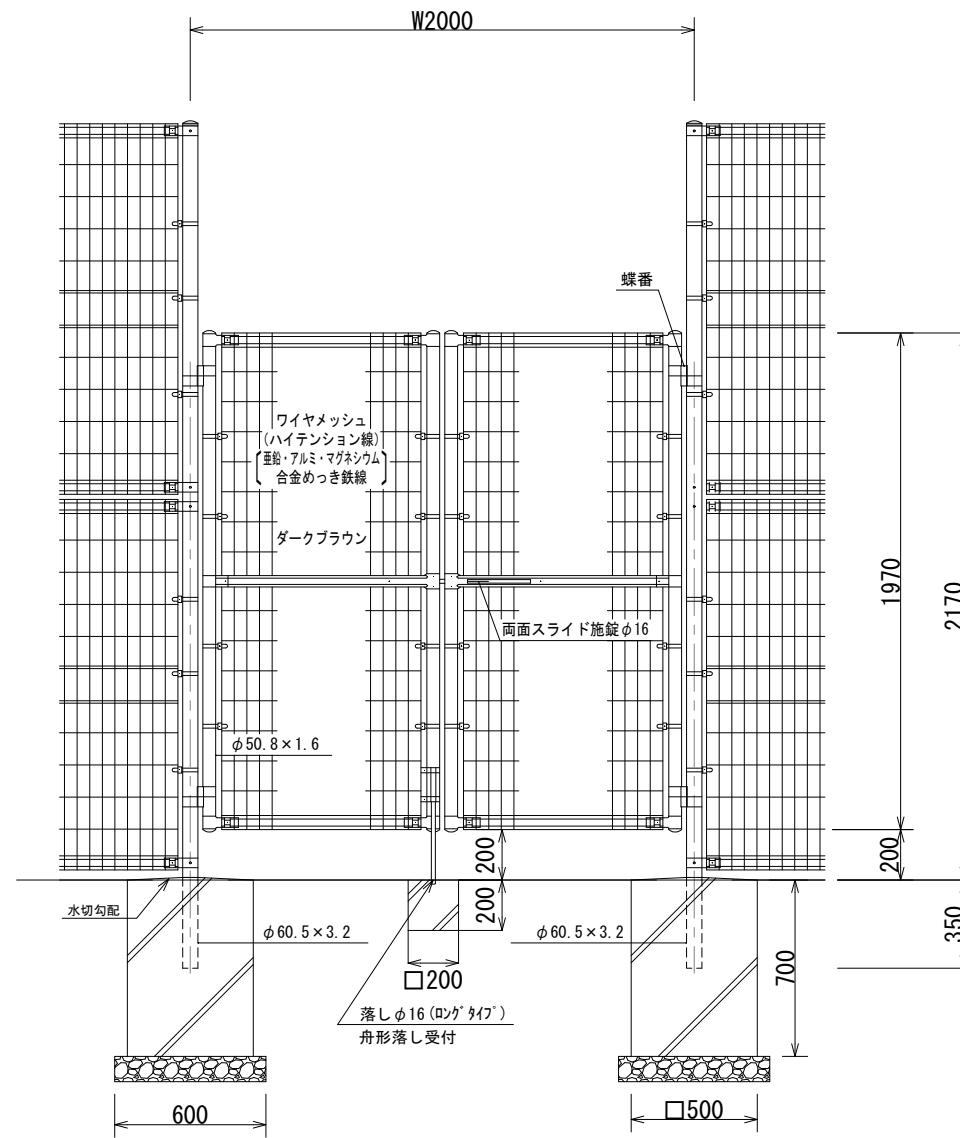 W2000
蝶番
ワイヤメッシュ
(ハイテンション線)
亜鉛・アルミ・マグネシウム
合金めっき鉄線
ダークブラウン
1970
2170
両面スライド施錠φ16
φ50.8×1.6
200
200
200
水切勾配
φ60.5×3.2
φ60.5×3.2
350
□200
700
落しφ16(ロングタイプ)
舟形落し受付
600
□500